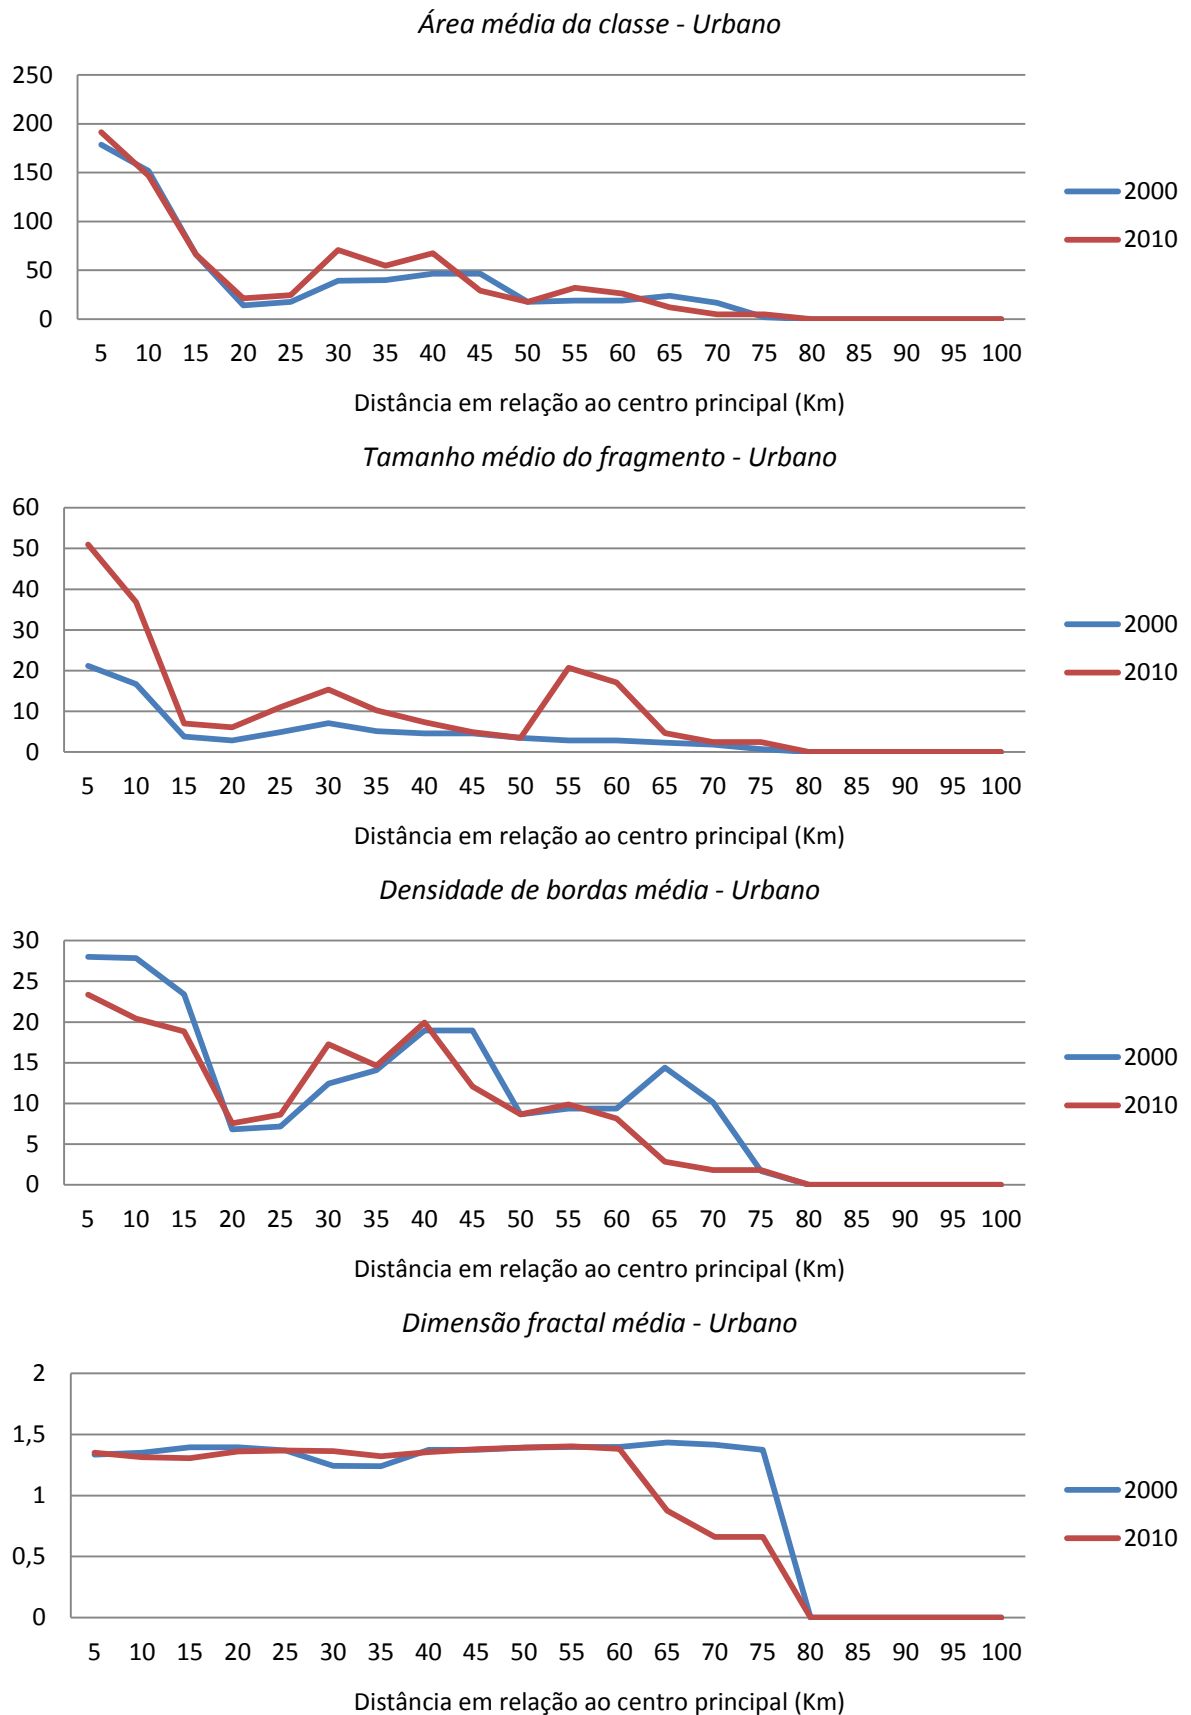 Área média da classe - Urbano
250
200
150
100
50
0
5 10 15 20 25 30 35 40 45 50 55 60 65 70 75 80 85 90 95 100
Distância em relação ao centro principal (Km)
2000
2010
Tamanho médio do fragmento - Urbano
60
50
40
30
20
10
0
5 10 15 20 25 30 35 40 45 50 55 60 65 70 75 80 85 90 95 100
Distância em relação ao centro principal (Km)
2000
2010
Densidade de bordas média - Urbano
30
25
20
15
10
5
0
5 10 15 20 25 30 35 40 45 50 55 60 65 70 75 80 85 90 95 100
Distância em relação ao centro principal (Km)
2000
2010
Dimensão fractal média - Urbano
2
1,5
1
0,5
0
5 10 15 20 25 30 35 40 45 50 55 60 65 70 75 80 85 90 95 100
Distância em relação ao centro principal (Km)
2000
2010